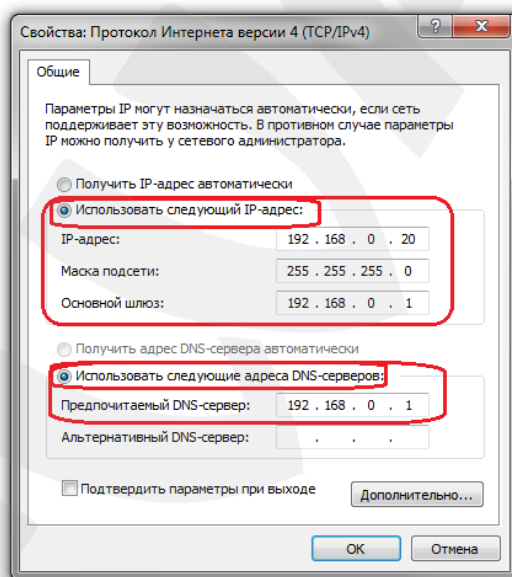 Свойства: Протокол Интернета версии 4 (TCP/IPv4)
Общие
Параметры IP могут назначаться автоматически, если сеть
поддерживает эту возможность. В противном случае параметры
IP можно получить у сетевого администратора.
Получить IP-адрес автоматически
Использовать следующий IP-адрес:
IP-адрес: 192 . 168 . 0 . 20
Маска подсети: 255 . 255 . 255 . 0
Основной шлюз: 192 . 168 . 0 . 1
Получить адрес DNS-сервера автоматически
Использовать следующие адреса DNS-серверов:
Предпочитаемый DNS-сервер: 192 . 168 . 0 . 1
Альтернативный DNS-сервер: . . .
Подтвердить параметры при выходе
Дополнительно...
ОК Отмена